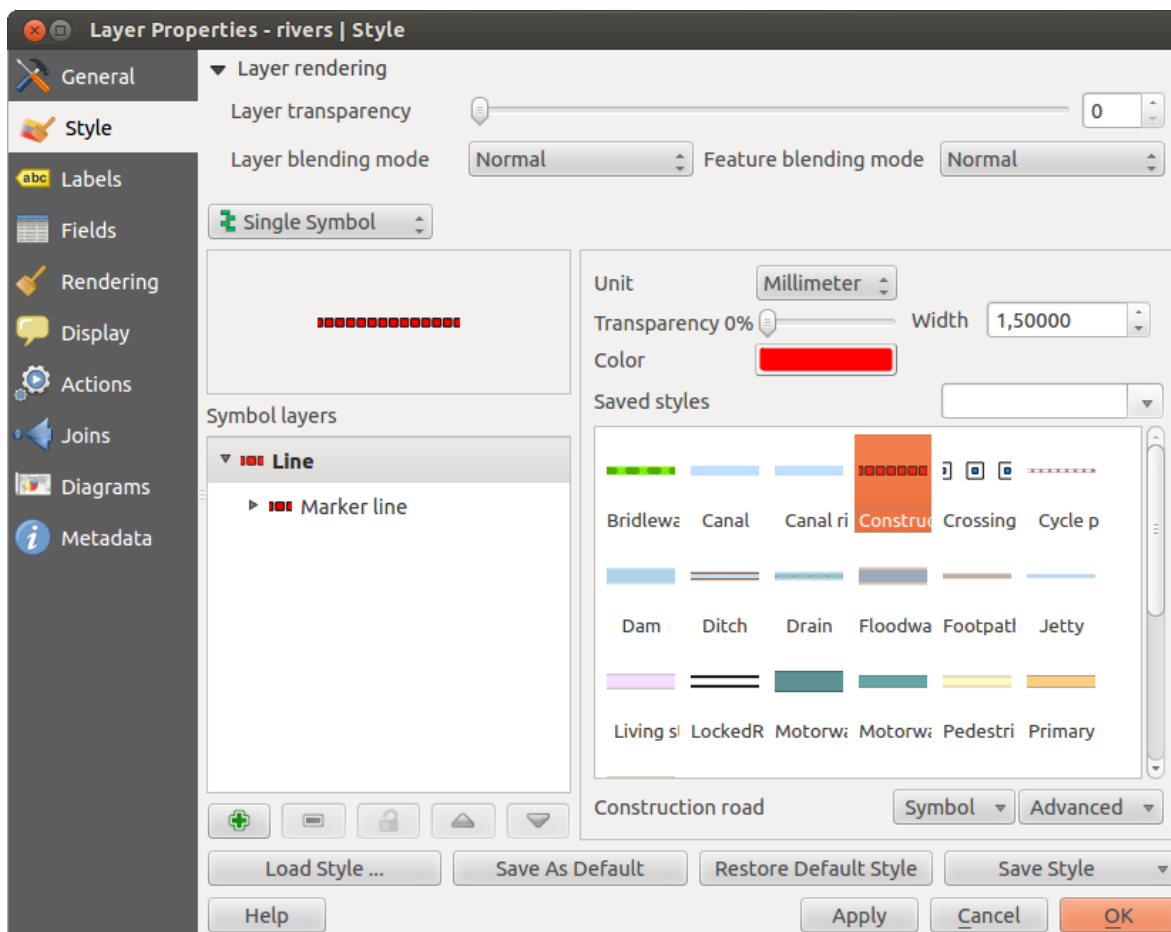 Layer Properties - rivers | Style
General
Style
abc Labels
Fields
Rendering
Display
Actions
Joins
Diagrams
i Metadata
Layer rendering
Layer transparency 0
Layer blending mode Normal Feature blending mode Normal
Single Symbol
Symbol layers
Line
Marker line
Unit Millimeter
Transparency 0% Width 1,50000
Color
Saved styles
Bridlewa Canal Canal ri Construc Crossing Cycle p
Dam Ditch Drain Floodwa Footpatl Jetty
Living st LockedR Motorwa Motorwa Pedestri Primary
Construction road Symbol Advanced
Load Style ... Save As Default Restore Default Style Save Style
Help Apply Cancel OK